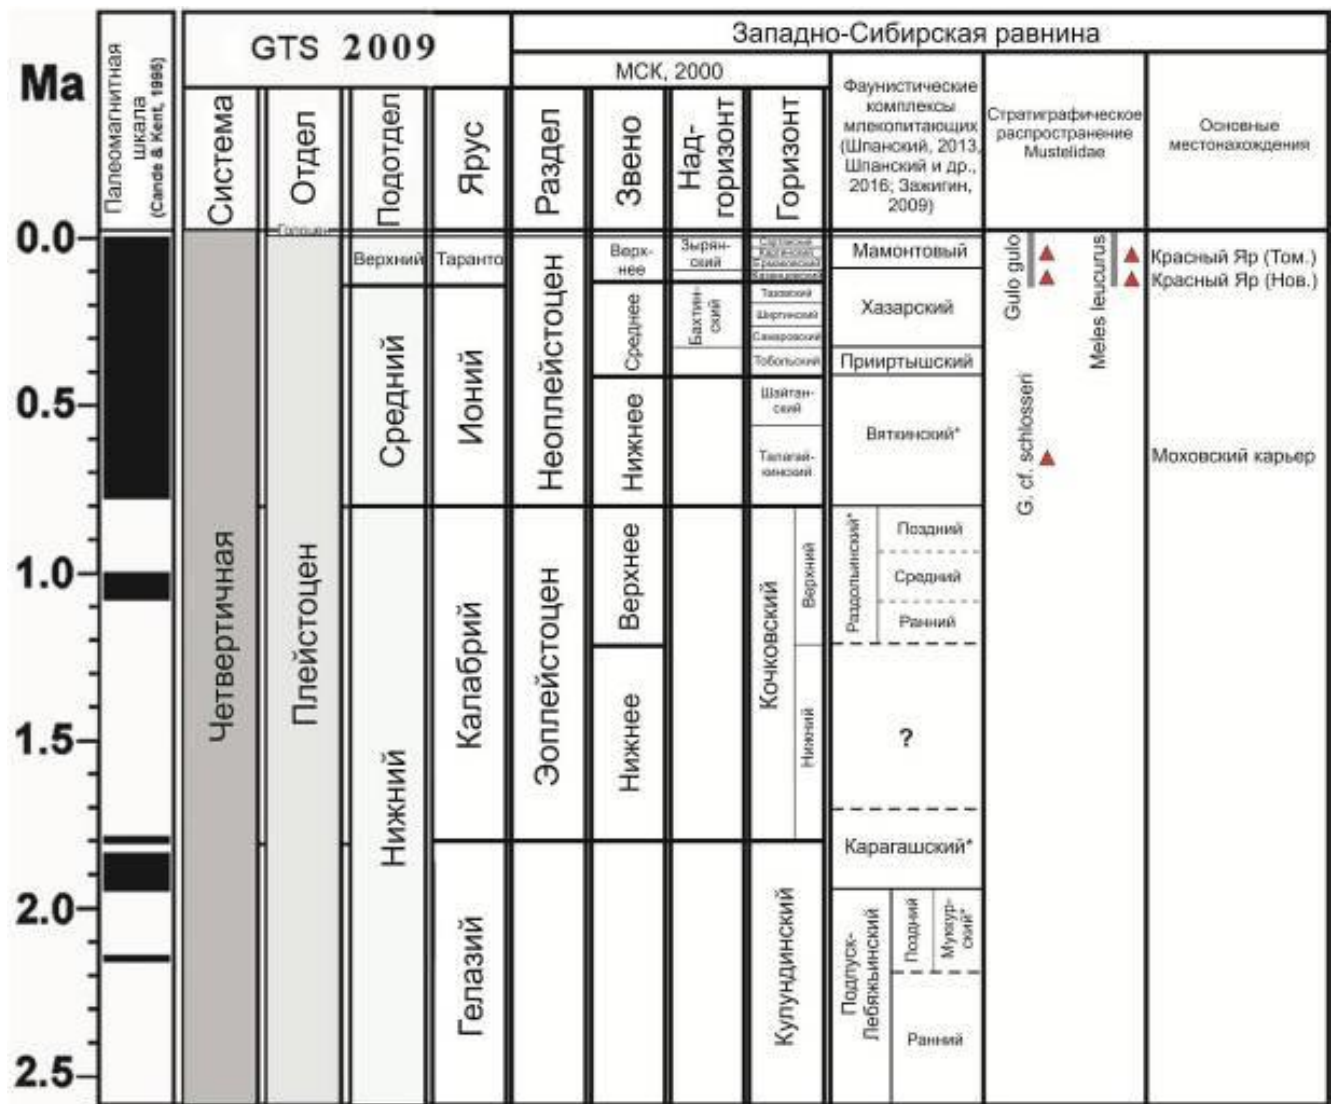 Западно-Сибирская равнина
GTS 2009
МСК, 2000
Ma
Палеомагнитная
шкала
(Cande & Kent, 1995)
Система
Отдел
Подотдел
Ярус
Раздел
Звено
Над-
горизонт
Горизонт
Фаунистические
комплексы
млекопитающих
(Шпанский, 2013,
Шпанский и др.,
2016; Зажигин,
2009)
Стратиграфическое
распространение
Mustelidae
Основные
местонахождения
0.0
0.5
1.0
1.5
2.0
2.5
Четвертичная
Плейстоцен
Верхний
Средний
Нижний
Таранто
Ионий
Калабрий
Гелазий
Неоплейстоцен
Эоплейстоцен
Верх-
нее
Среднее
Нижнее
Верхнее
Нижнее
Зырян-
ский
Бахтин-
ский
Тазовский
Ширтинский
Самаровский
Тобольский
Шайтан-
ский
Талагай-
кинский
Кочковский
Верхний
Нижний
Кулундинский
Мамонтовый
Хазарский
Прииртышский
Вяткинский*
Раздольинский*
Поздний
Средний
Ранний
?
Карагашский*
Подпуск-
Лебяжьинский
Поздний
Муккур-
ский*
Ранний
Gulo gulo
Meles leucurus
G. cf. schlosseri
Красный Яр (Том.)
Красный Яр (Нов.)
Моховский карьер